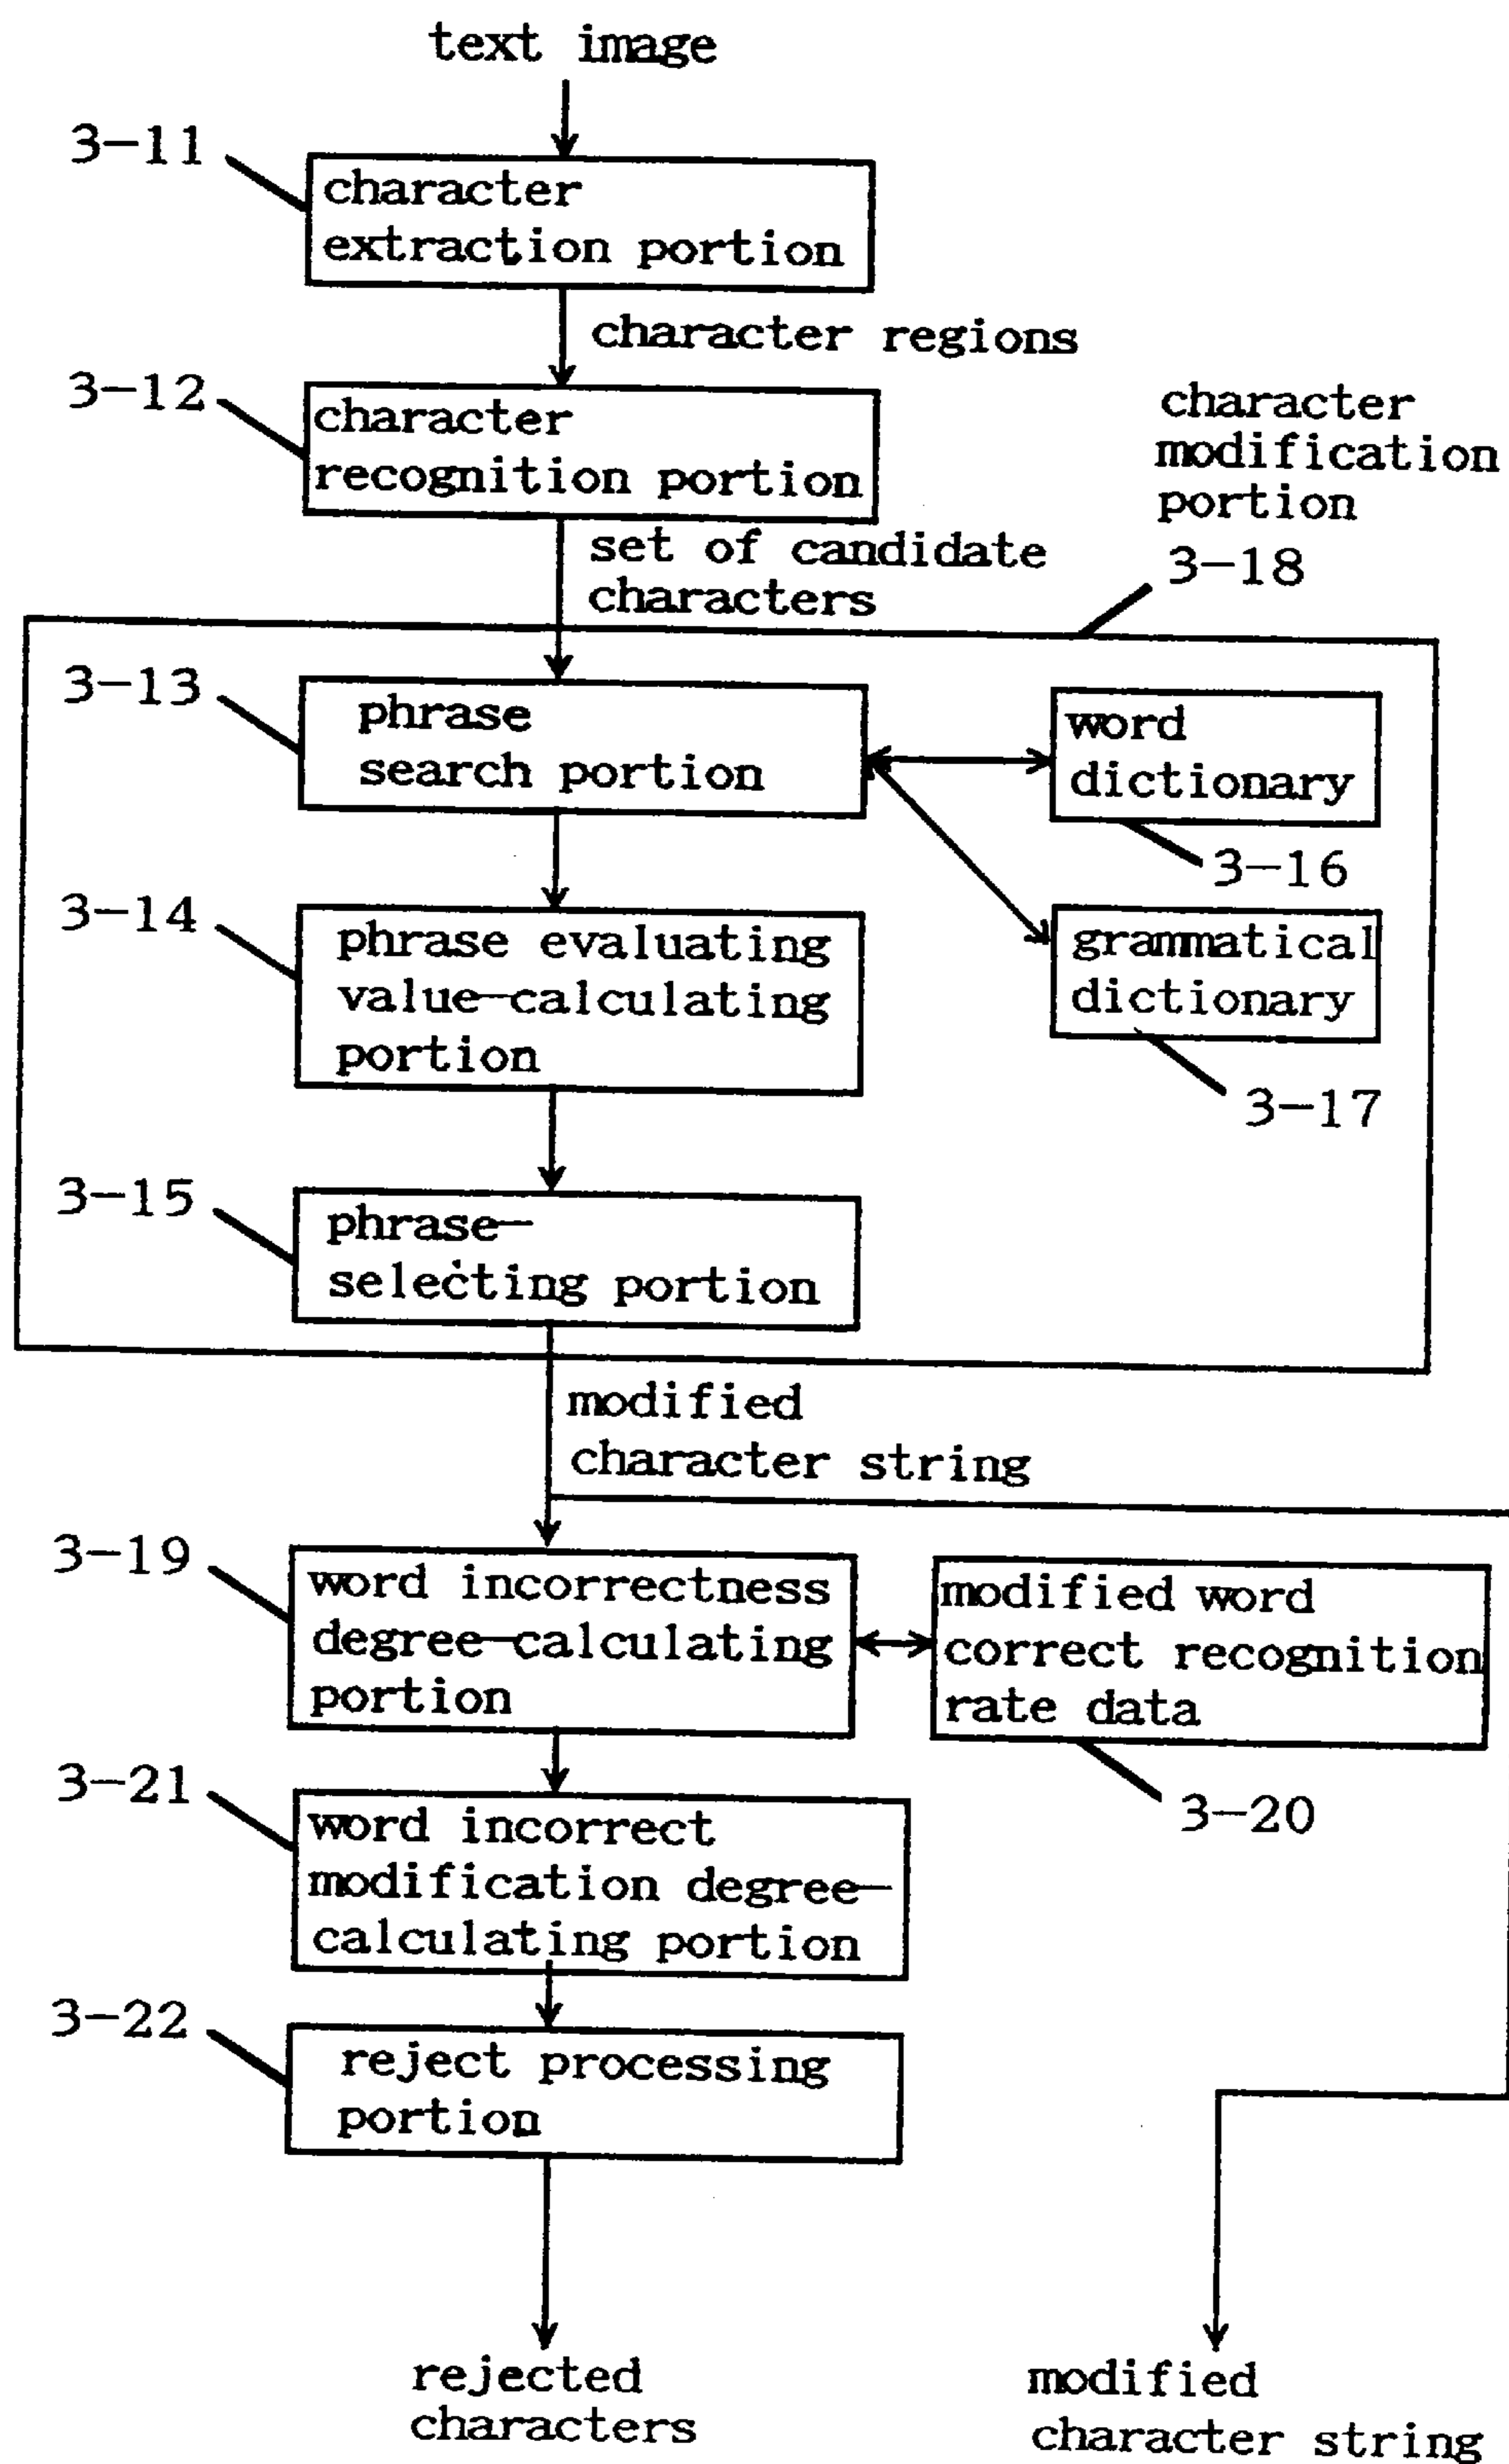 text image
3-11
character
extraction portion
character regions
3-12
character
recognition portion
character
modification
portion
set of candidate
characters
3-18
3-13
phrase
search portion
word
dictionary
3-16
3-14
phrase evaluating
value-calculating
portion
grammatical
dictionary
3-17
3-15
phrase-
selecting portion
modified
character string
3-19
word incorrectness
degree-calculating
portion
modified word
correct recognition
rate data
3-20
3-21
word incorrect
modification degree-
calculating portion
3-22
reject processing
portion
rejected
characters
modified
character string